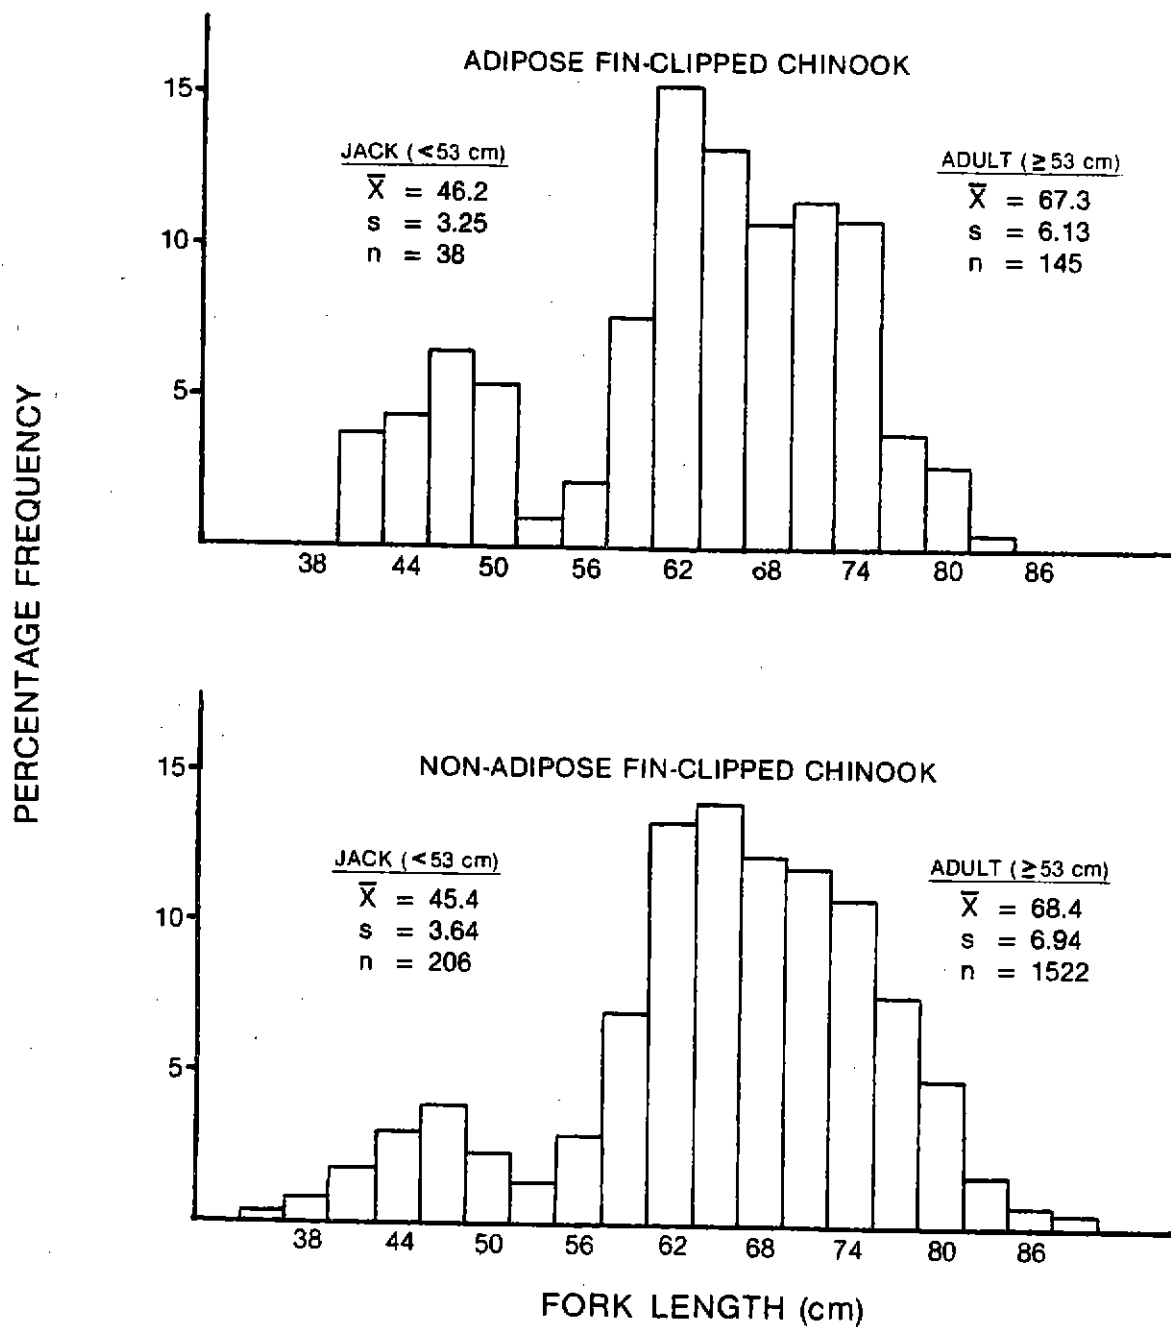 PERCENTAGE FREQUENCY
ADIPOSE FIN-CLIPPED CHINOOK
15
10
5
JACK (<53 cm)
X̅ = 46.2
s = 3.25
n = 38
ADULT (≥53 cm)
X̅ = 67.3
s = 6.13
n = 145
38 44 50 56 62 68 74 80 86
NON-ADIPOSE FIN-CLIPPED CHINOOK
15
10
5
JACK (<53 cm)
X̅ = 45.4
s = 3.64
n = 206
ADULT (≥53 cm)
X̅ = 68.4
s = 6.94
n = 1522
38 44 50 56 62 68 74 80 86
FORK LENGTH (cm)